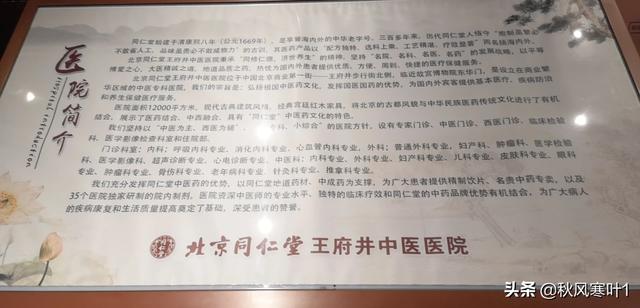 医院简介
Hospital introduction
同仁堂始建于清康熙八年（公元1669年），是享誉海内外的中华老字号。三百多年来，历代同仁堂人恪守“炮制虽繁必
不敢省人工，品味虽贵必不敢减物力”的古训，其医药产品以“配方独特、选料上乘、工艺精湛、疗效显著”而名扬海内外。
北京同仁堂王府井中医医院秉承“同修仁德，济世养生”的精神，坚持“名院、名科、名医、名药”的发展战略，以平等
博爱之心、大医精诚之道、地道品质之药、热忱为国内外患者提供优质、方便、周到、快捷的医疗保健服务。
北京同仁堂王府井中医医院位于中国北京商业第一街——王府井步行街北侧，临近故宫博物院东华门，是设立在商业繁
华区域的中医专科医院。我们的宗旨是：弘扬祖国中医药文化，发挥国医国药的优势，为国内外宾客提供基本医疗、疾病防治
和养生保健医疗服务。
医院面积12000平方米，现代古典建筑风格，经典宫廷红木家具，将北京的古都风貌与中华民族医药传统文化进行了有机
结合，展示了医药结合、中西融合、具有“同仁堂”中医药文化的特色。
我们坚持以“中医为主、西医为辅、专科、小综合”的医院方针，设有专家门诊、中医门诊、西医门诊、临床检验
科、医学影像检查科室和住院部。
门诊科室：内科：呼吸内科专业，消化内科专业，心血管内科专业，外科：普通外科专业，妇产科、肿瘤科、医学检验
科、医学影像科、超声诊断专业、心电诊断专业，中医科：内科专业、外科专业、妇产科专业、儿科专业、皮肤科专业、眼科
专业、肿瘤科专业、骨伤科专业、老年病科专业、针灸科专业、推拿科专业。
我们充分发挥同仁堂中医药的优势，以同仁堂地道药材、中成药为支撑，为广大患者提供精制饮片、名贵中药专卖，以及
35个医院独家研制的院内制剂。医院资深中医师的专业水平、独特的临床疗效和同仁堂的中药品牌优势有机结合，为广大病人
的疾病康复和生活质量提高奠定了基础，深受患者的赞誉。
北京同仁堂 王府井中医医院
头条 @秋风寒叶1